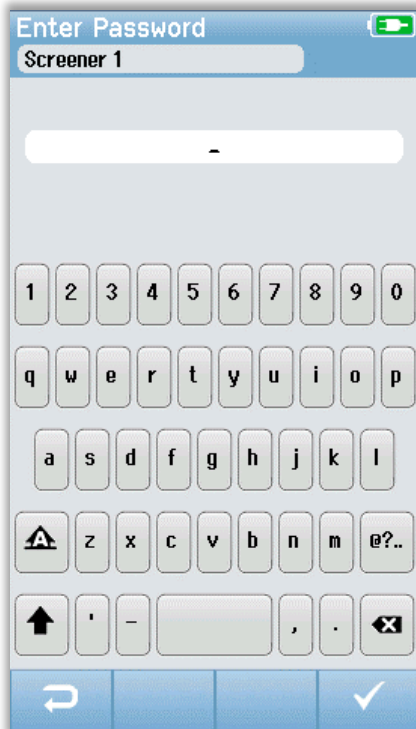 Enter Password
Screener 1
1 2 3 4 5 6 7 8 9 0
q w e r t y u i o p
a s d f g h j k l
A z x c v b n m @?..
' - , .